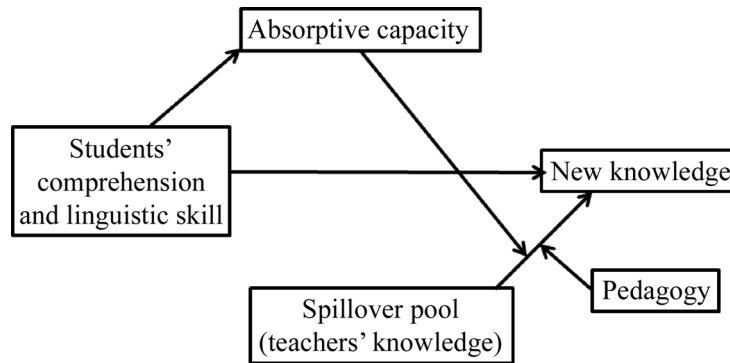 Absorptive capacity
Students’
comprehension
and linguistic skill
New knowledge
Pedagogy
Spillover pool
(teachers’ knowledge)